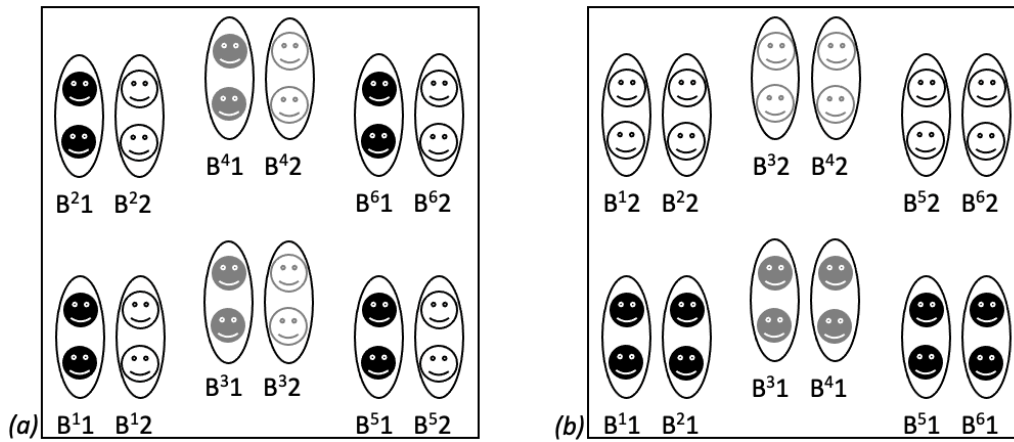 B⁴1 B⁴2
B²1 B²2 B⁶1 B⁶2
B³1 B³2
(a) B¹1 B¹2 B⁵1 B⁵2
B³2 B⁴2
B¹2 B²2 B⁵2 B⁶2
B³1 B⁴1
(b) B¹1 B²1 B⁵1 B⁶1